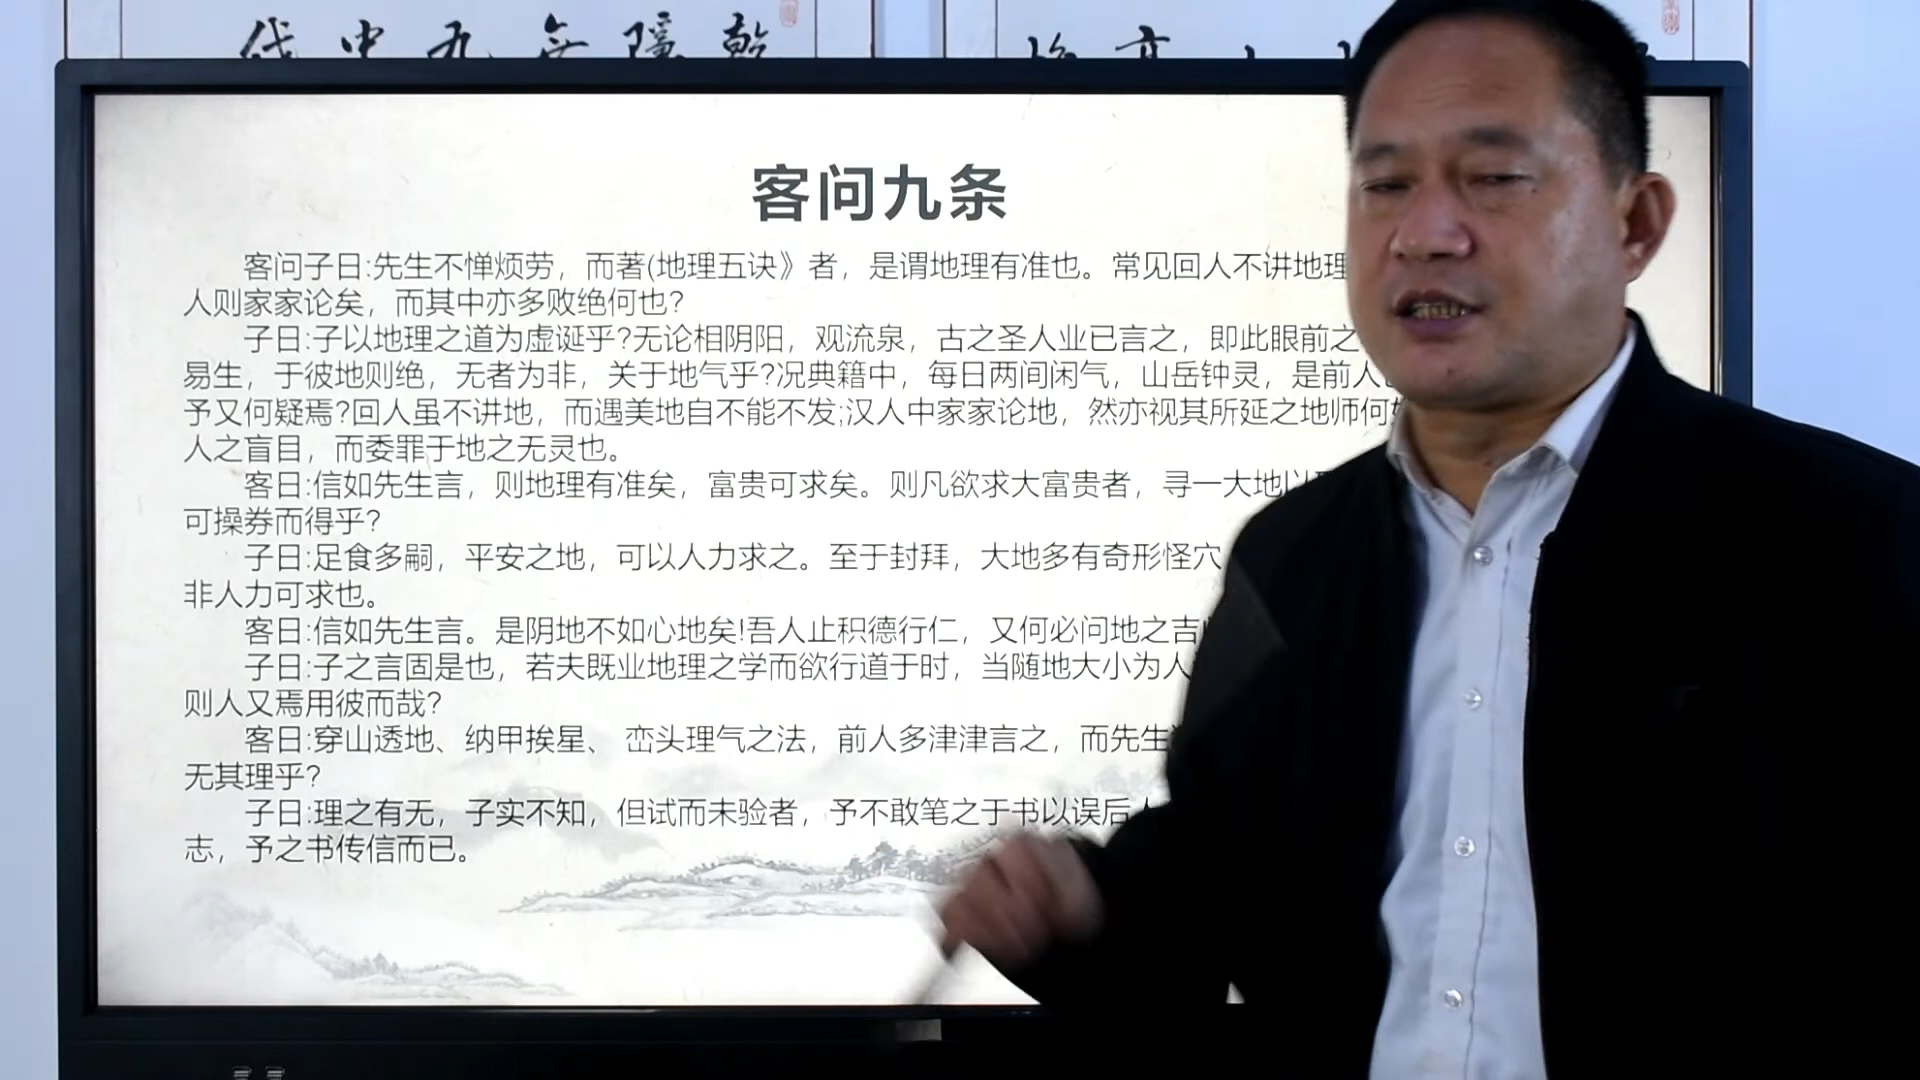 代中九無隱乾
客问九条
客问子日:先生不惮烦劳，而著(地理五诀》者，是谓地理有准也。常见回人不讲地理
人则家家论矣，而其中亦多败绝何也?
子日:子以地理之道为虚诞乎?无论相阴阳，观流泉，古之圣人业已言之，即此眼前之
易生，于彼地则绝，无者为非，关于地气乎?况典籍中，每日两间闲气，山岳钟灵，是前人
予又何疑焉?回人虽不讲地，而遇美地自不能不发;汉人中家家论地，然亦视其所延之地师何
人之盲目，而委罪于地之无灵也。
客日:信如先生言，则地理有准矣，富贵可求矣。则凡欲求大富贵者，寻一大地以
可操券而得乎?
子日:足食多嗣，平安之地，可以人力求之。至于封拜，大地多有奇形怪穴
非人力可求也。
客日:信如先生言。是阴地不如心地矣!吾人止积德行仁，又何必问地之吉
子日:子之言固是也，若夫既业地理之学而欲行道于时，当随地大小为人
则人又焉用彼而哉?
客日:穿山透地、纳甲挨星、 峦头理气之法，前人多津津言之，而先生
无其理乎?
子日:理之有无，子实不知，但试而未验者，予不敢笔之于书以误后
志，予之书传信而已。